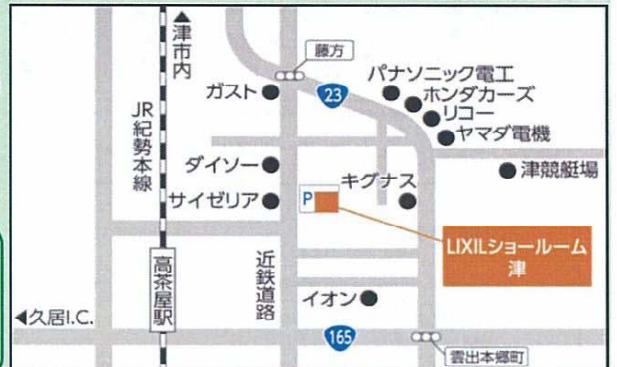 ▲津市内
藤方
ガスト
23
パナソニック電工
ホンダカーズ
リコー
ヤマダ電機
JR紀勢本線
ダイソー
キグナス
津競艇場
サイゼリア
P
LIXILショールーム
津
高茶屋駅
近鉄道路
イオン
◀久居I.C.
165
雲出本郷町